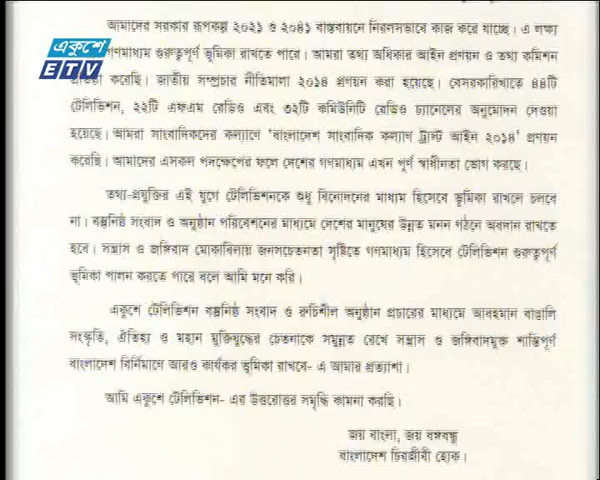 আমাদের সরকার রূপকল্প ২০২১ ও ২০৪১ বাস্তবায়নে নিরলসভাবে কাজ করে যাচ্ছে। এ লক্ষ্য
একুশে
ETV
গণমাধ্যম গুরুত্বপূর্ণ ভূমিকা রাখতে পারে। আমরা তথ্য অধিকার আইন প্রণয়ন ও তথ্য কমিশন
করেছি। জাতীয় সম্প্রচার নীতিমালা ২০১৪ প্রণয়ন করা হয়েছে। বেসরকারিখাতে ৪৪টি
টেলিভিশন, ২২টি এফএম রেডিও এবং ৩২টি কমিউনিটি রেডিও চ্যানেলের অনুমোদন দেওয়া
হয়েছে। আমরা সাংবাদিকদের কল্যাণে 'বাংলাদেশ সাংবাদিক কল্যাণ ট্রাস্ট আইন ২০১৪' প্রণয়ন
করেছি। আমাদের এসকল পদক্ষেপের ফলে দেশের গণমাধ্যম এখন পূর্ণ স্বাধীনতা ভোগ করছে।
তথ্য-প্রযুক্তির এই যুগে টেলিভিশনকে শুধু বিনোদনের মাধ্যম হিসেবে ভূমিকা রাখলে চলবে
না। বস্তুনিষ্ঠ সংবাদ ও অনুষ্ঠান পরিবেশনের মাধ্যমে দেশের মানুষের উন্নত মনন গঠনে অবদান রাখতে
হবে। সন্ত্রাস ও জঙ্গিবাদ মোকাবিলায় জনসচেতনতা সৃষ্টিতে গণমাধ্যম হিসেবে টেলিভিশন গুরুত্বপূর্ণ
ভূমিকা পালন করতে পারে বলে আমি মনে করি।
একুশে টেলিভিশন বস্তুনিষ্ঠ সংবাদ ও রুচিশীল অনুষ্ঠান প্রচারের মাধ্যমে আবহমান বাঙালি
সংস্কৃতি, ঐতিহ্য ও মহান মুক্তিযুদ্ধের চেতনাকে সমুন্নত রেখে সন্ত্রাস ও জঙ্গিবাদমুক্ত শান্তিপূর্ণ
বাংলাদেশ বির্নিমাণে আরও কার্যকর ভূমিকা রাখবে- এ আমার প্রত্যাশা।
আমি একুশে টেলিভিশন- এর উত্তরোত্তর সমৃদ্ধি কামনা করছি।
জয় বাংলা, জয় বঙ্গবন্ধু
বাংলাদেশ চিরজীবী হোক।